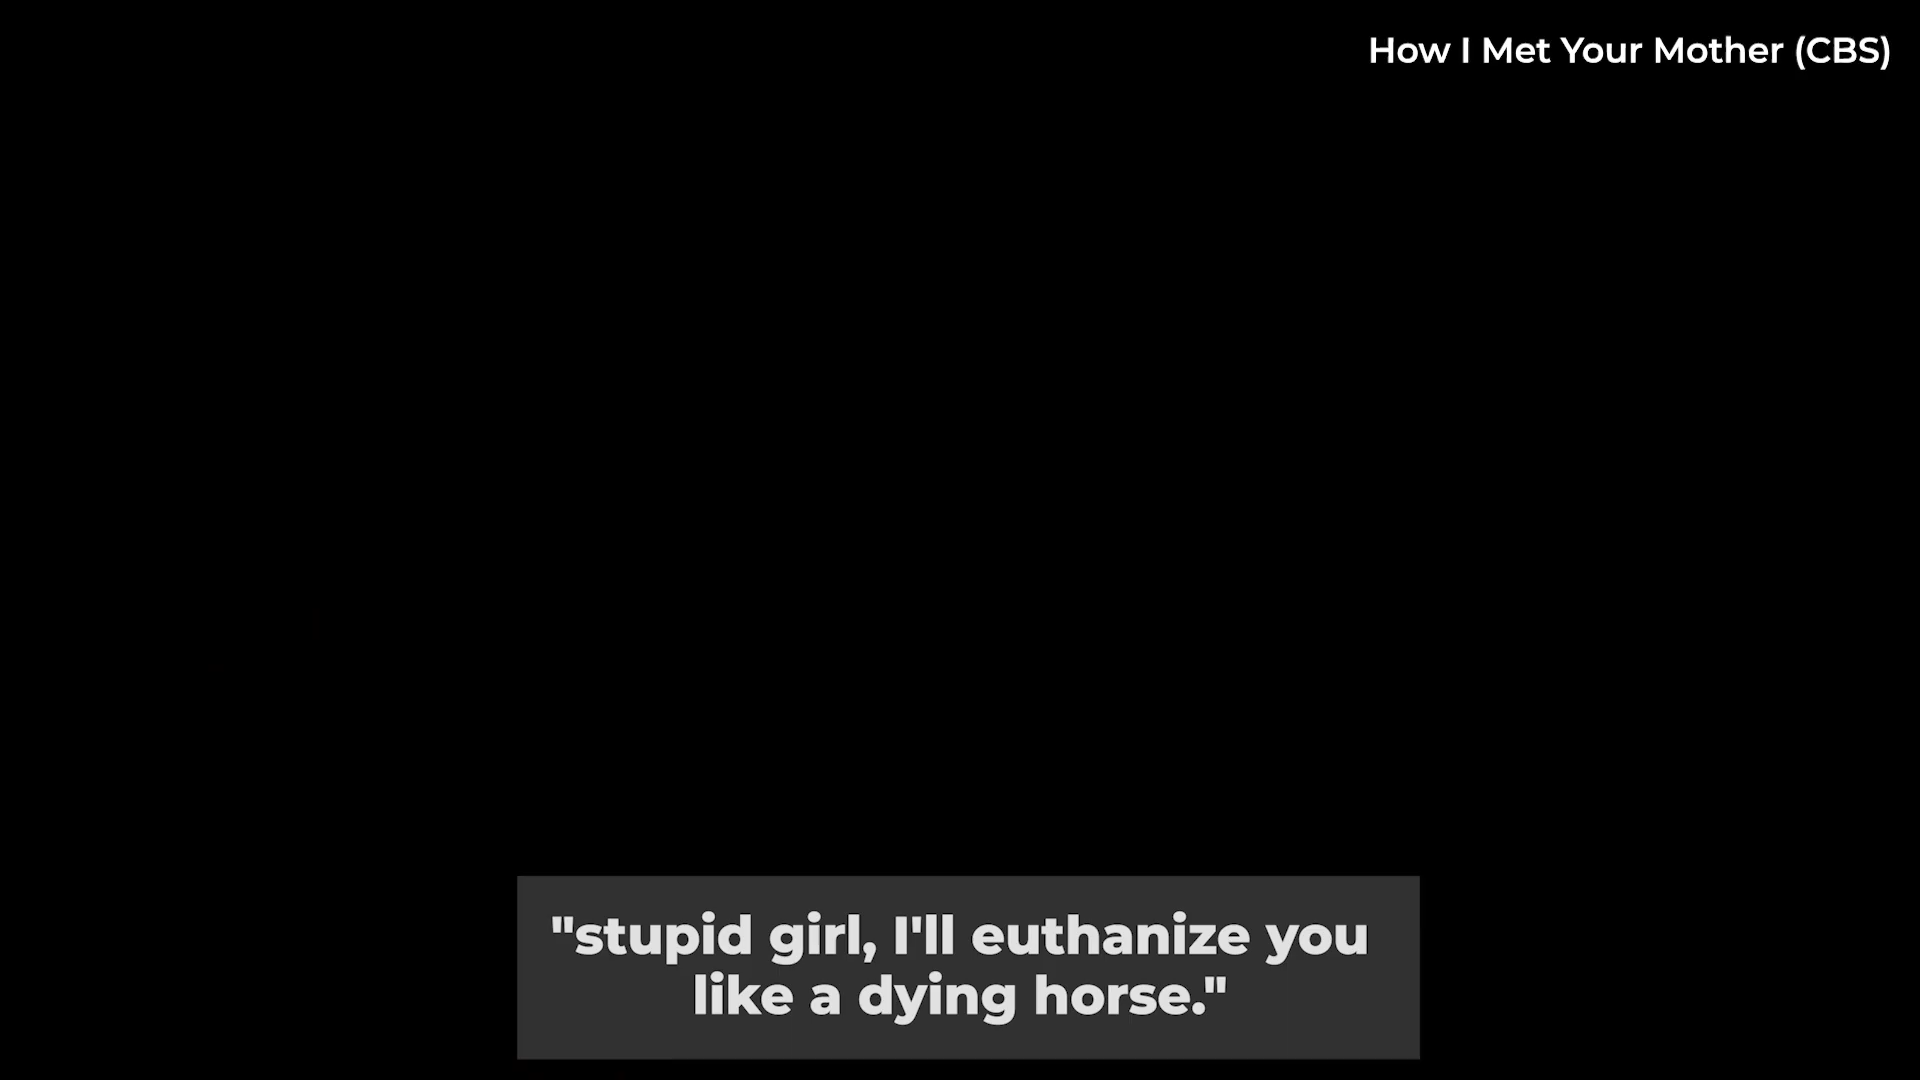 How I Met Your Mother (CBS)
"stupid girl, I'll euthanize you
like a dying horse."